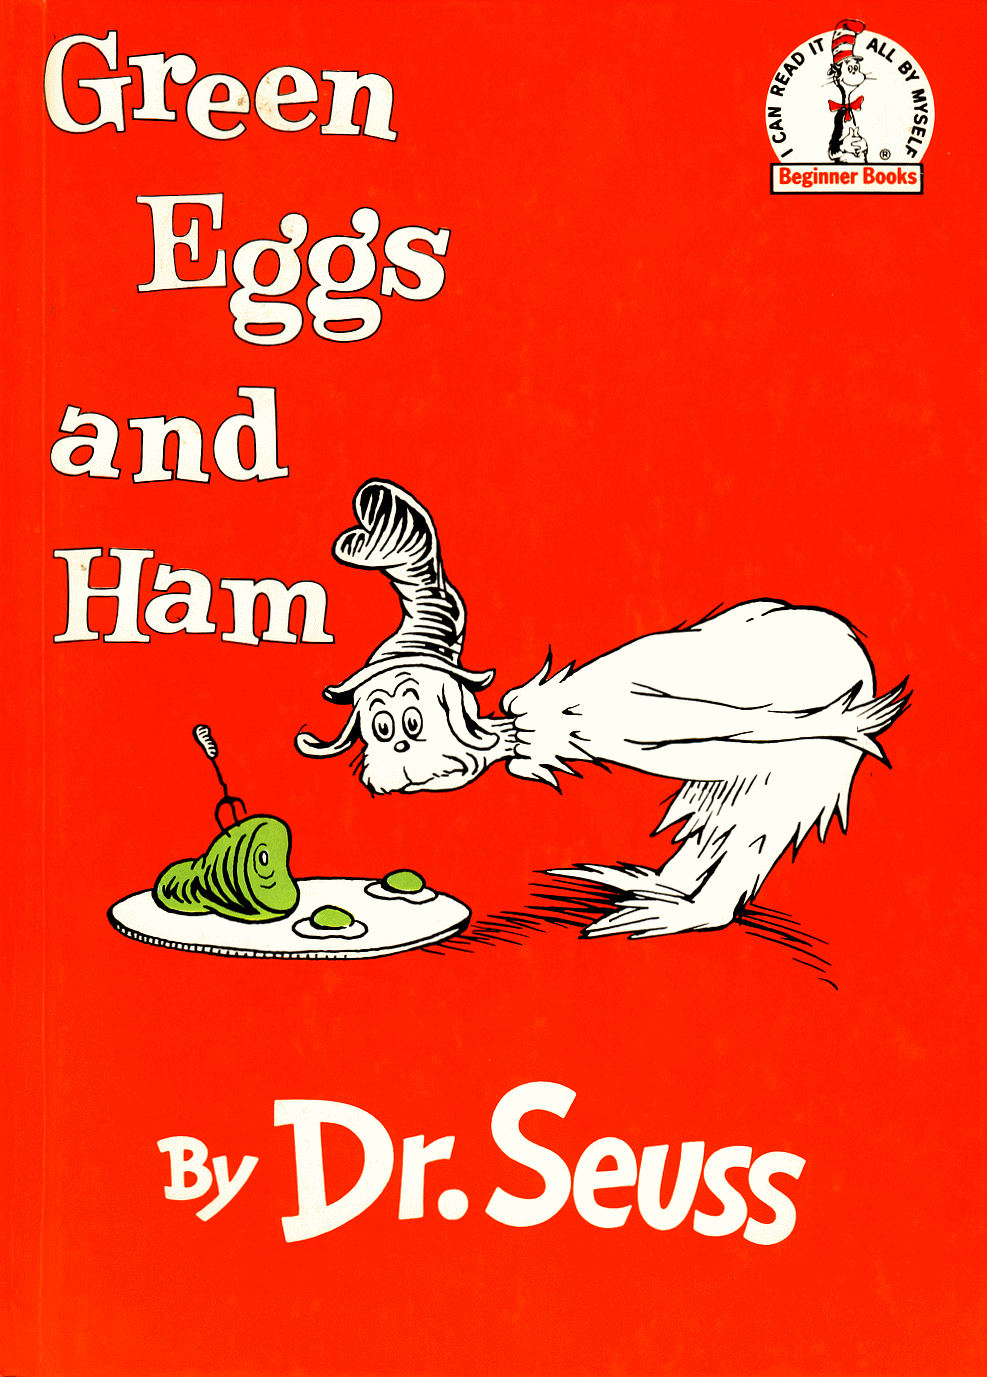 Green
Eggs
and
Ham
I CAN READ IT ALL BY MYSELF
®
Beginner Books
By Dr. Seuss